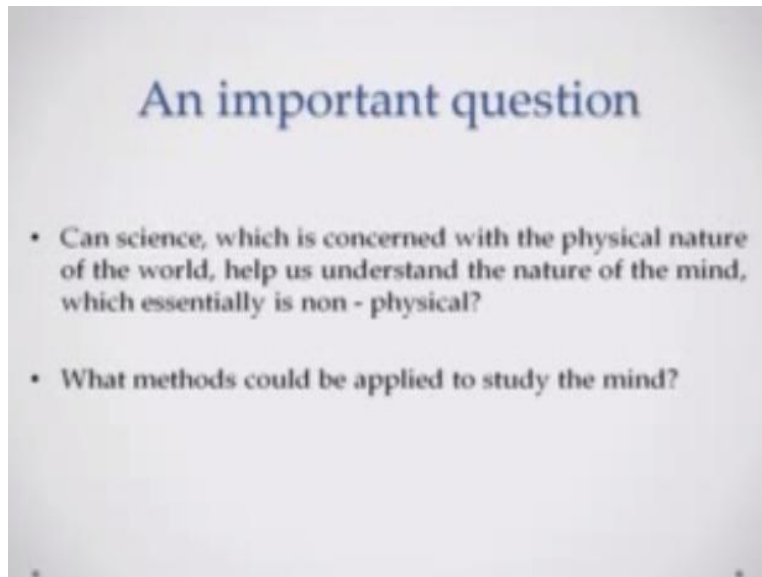 An important question
• Can science, which is concerned with the physical nature
of the world, help us understand the nature of the mind,
which essentially is non - physical?
• What methods could be applied to study the mind?